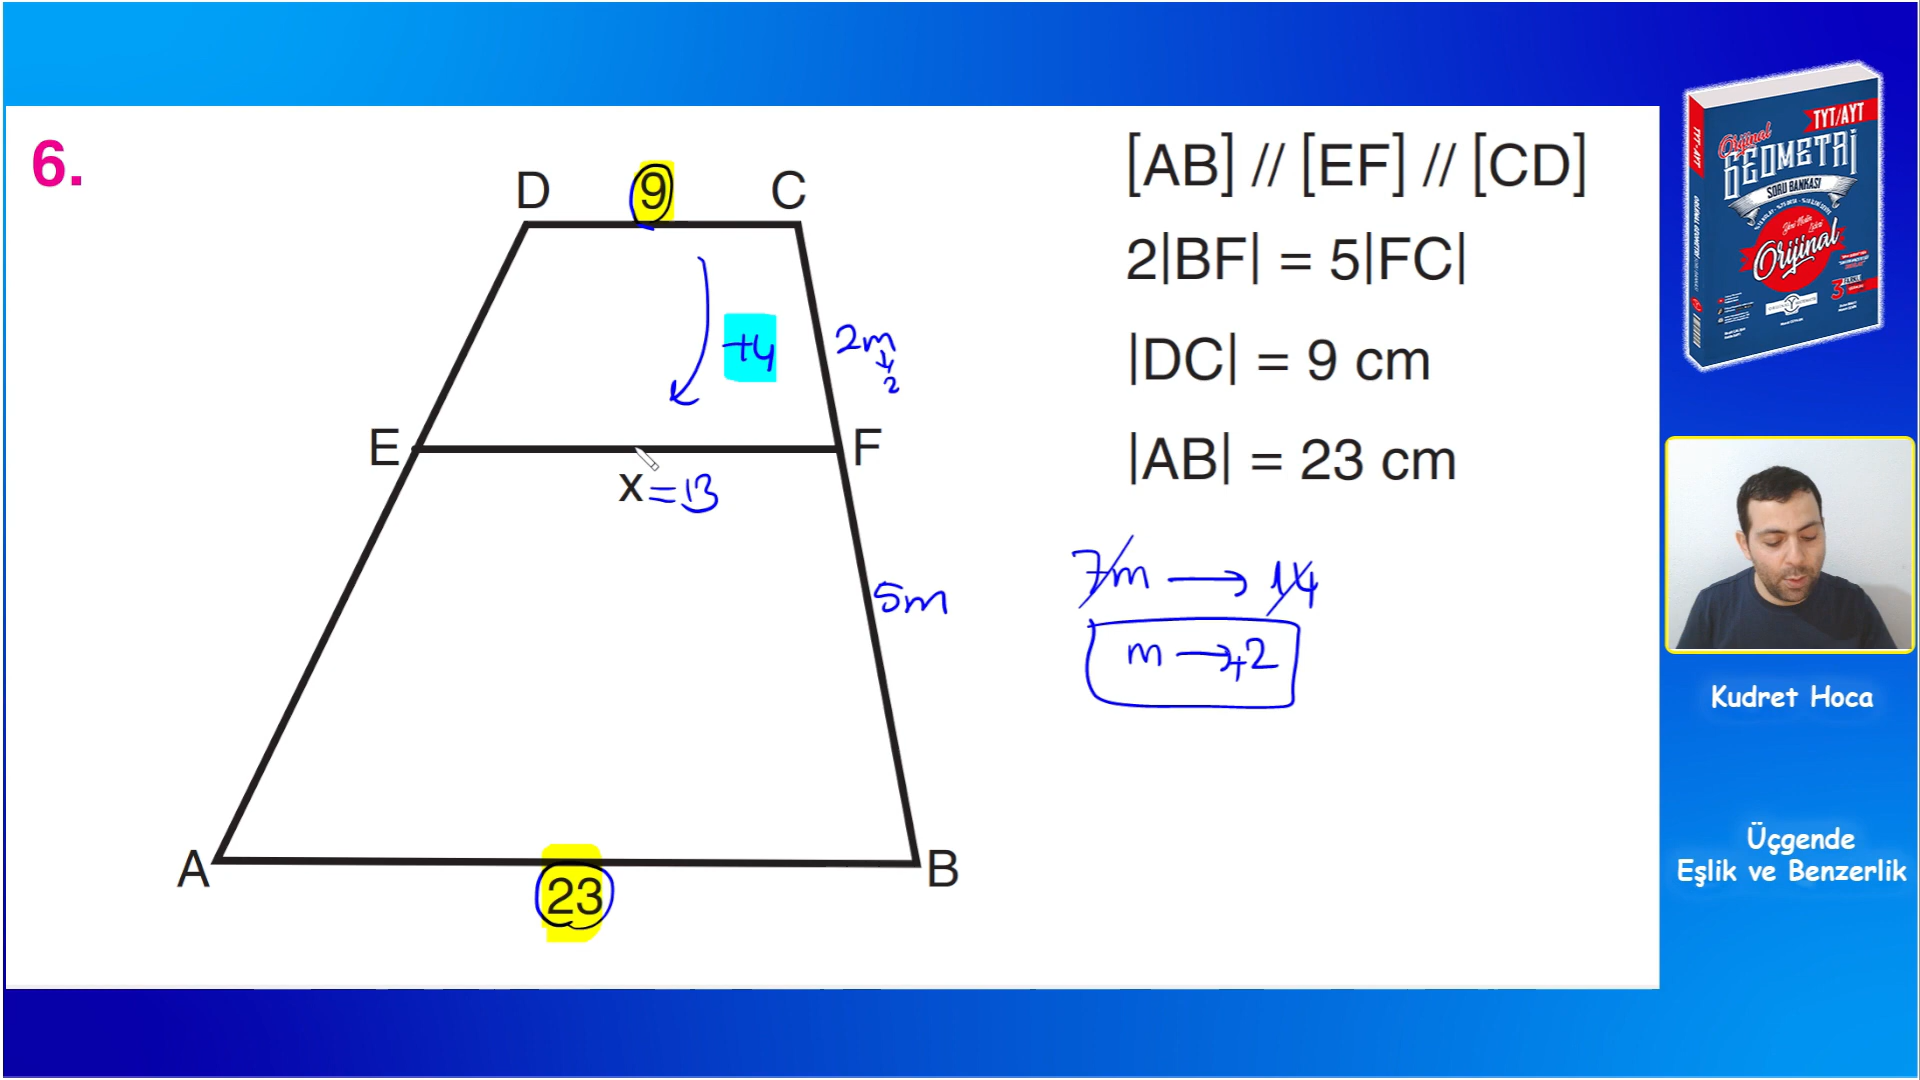 6.
D 9 C
[AB] // [EF] // [CD]
2|BF| = 5|FC|
|DC| = 9 cm
|AB| = 23 cm
+4
2m
2
E F
x = 13
5m
7m → 14
m → +2
A B
23
TYT/AYT
Orijinal
GEOMETRİ
SORU BANKASI
Orijinal
Kudret Hoca
Üçgende
Eşlik ve Benzerlik